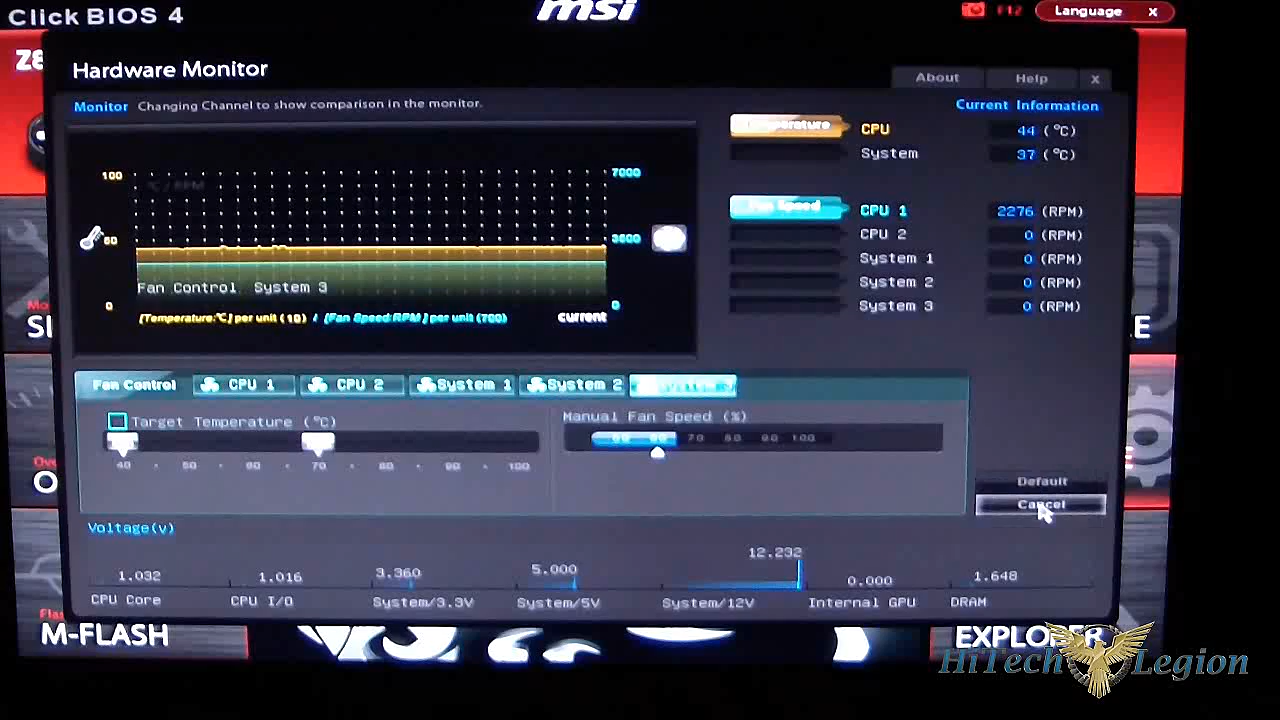 Click BIOS 4
msi
F12
Language X
Z8
Hardware Monitor
About Help X
Monitor Changing Channel to show comparison in the monitor.
Current Information
Temperature CPU 44 (°C)
System 37 (°C)
100 °C / RPM 7000
Fan Speed CPU 1 2276 (RPM)
CPU 2 0 (RPM)
System 1 0 (RPM)
System 2 0 (RPM)
System 3 0 (RPM)
3500
Fan Control System 3
0 0
[Temperature:°C] per unit (10) / [Fan Speed:RPM] per unit (700) current
Fan Control CPU 1 CPU 2 System 1 System 2
Target Temperature (°C)
Manual Fan Speed (%)
70 80 90 100
40 70 90 100
Default
Cancel
Voltage(v)
1.032 1.016 3.360 5.000 12.232 0.000 1.648
CPU Core CPU I/O System/3.3V System/5V System/12V Internal GPU DRAM
M-FLASH
EXPLORER
HiTech Legion